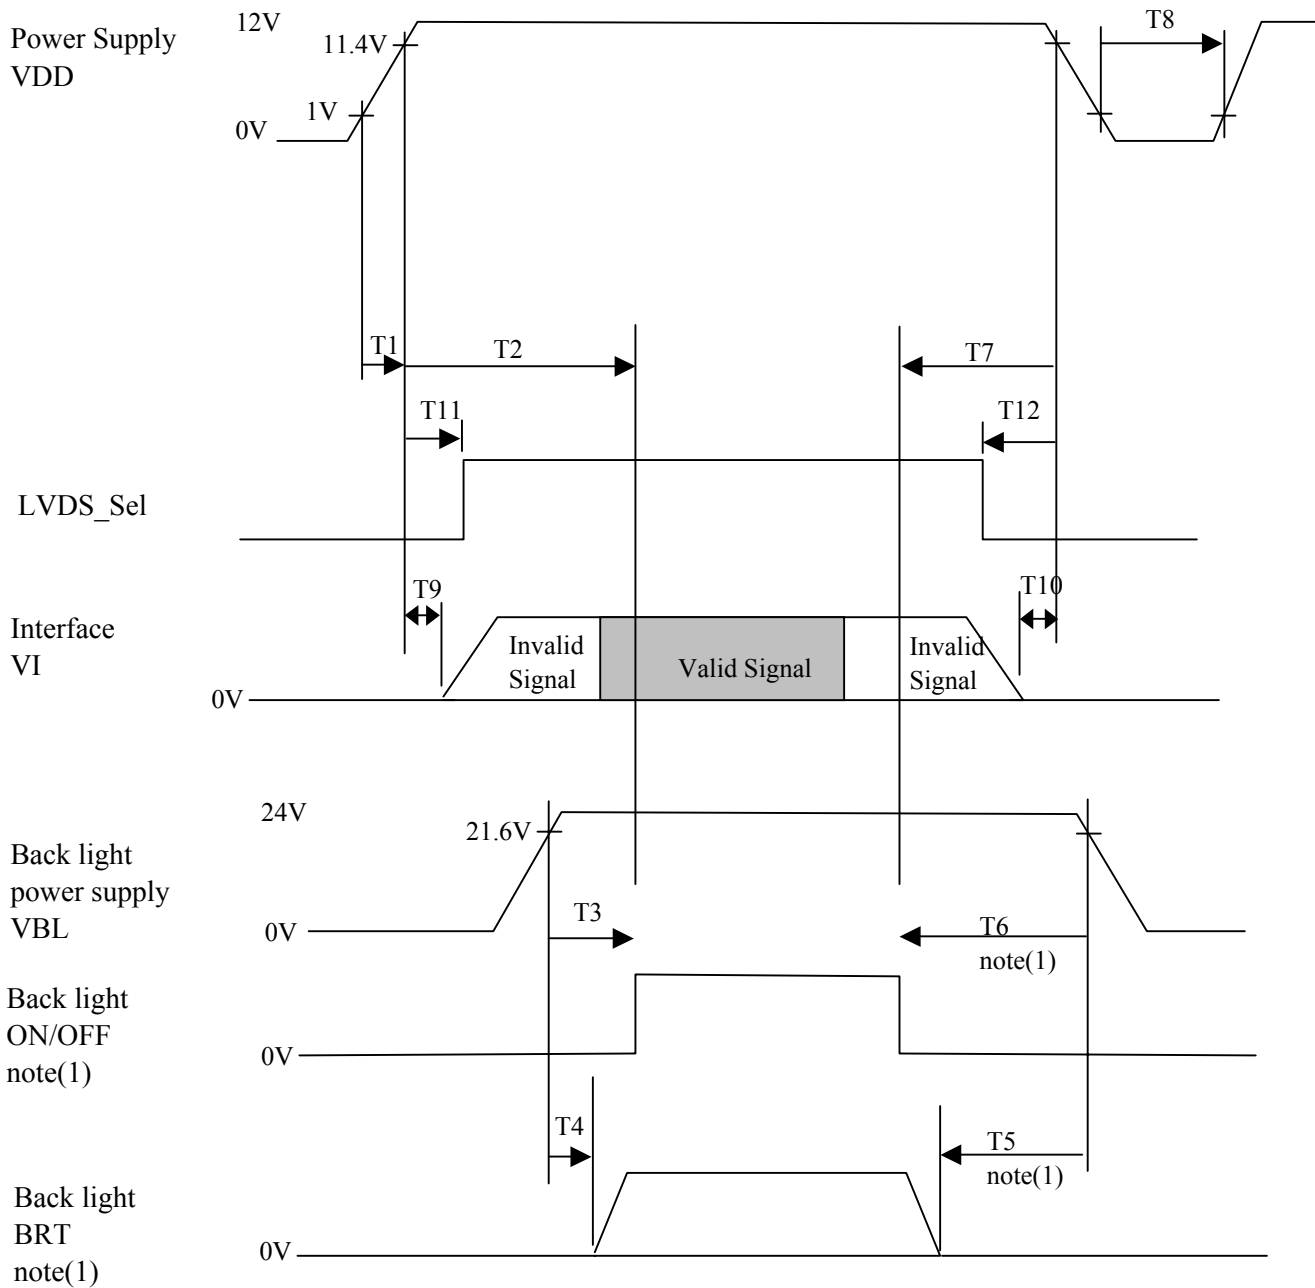 12V
Power Supply
VDD
11.4V
1V
0V
T8
T1
T2
T7
T11
T12
LVDS_Sel
T9
T10
Interface
VI
Invalid
Signal
Valid Signal
Invalid
Signal
0V
24V
21.6V
Back light
power supply
VBL
0V
T3
T6
note(1)
Back light
ON/OFF
note(1)
0V
T4
T5
note(1)
Back light
BRT
note(1)
0V